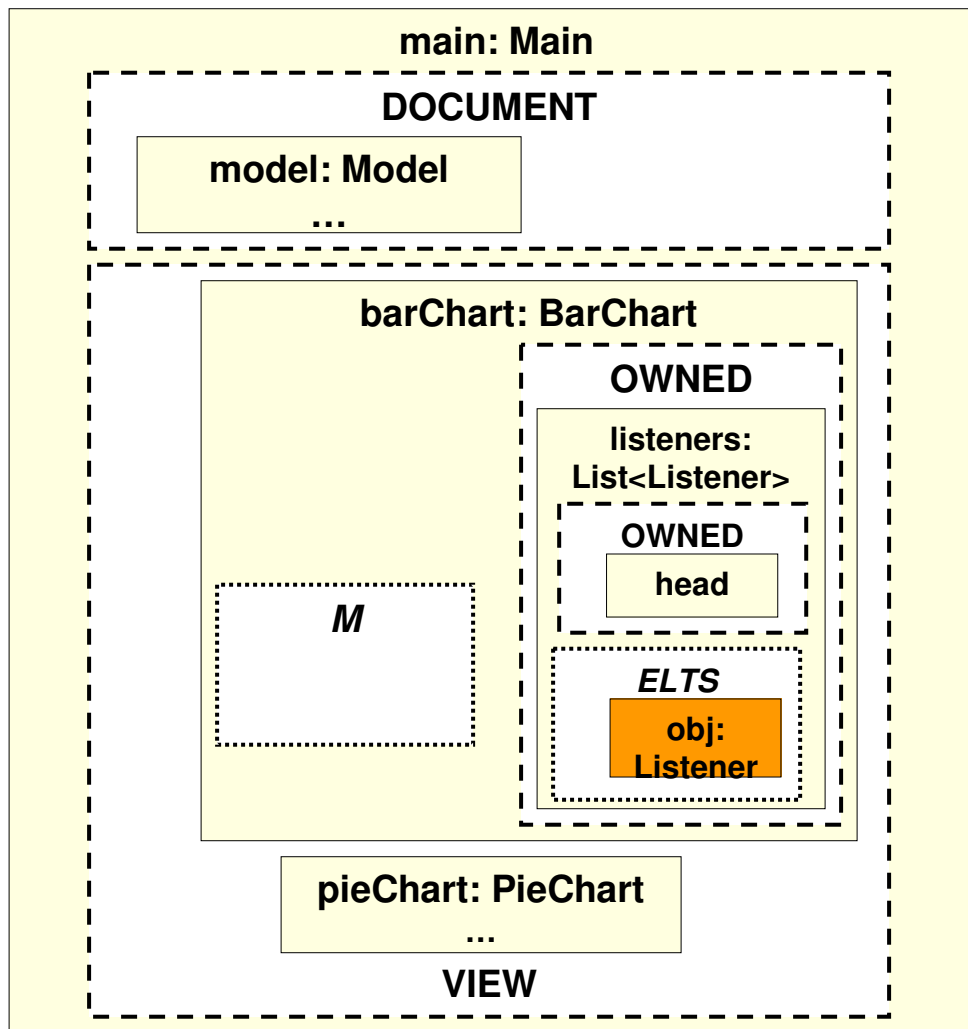 main: Main
DOCUMENT
model: Model
...
barChart: BarChart
OWNED
listeners:
List<Listener>
OWNED
head
M
ELTS
obj:
Listener
pieChart: PieChart
...
VIEW